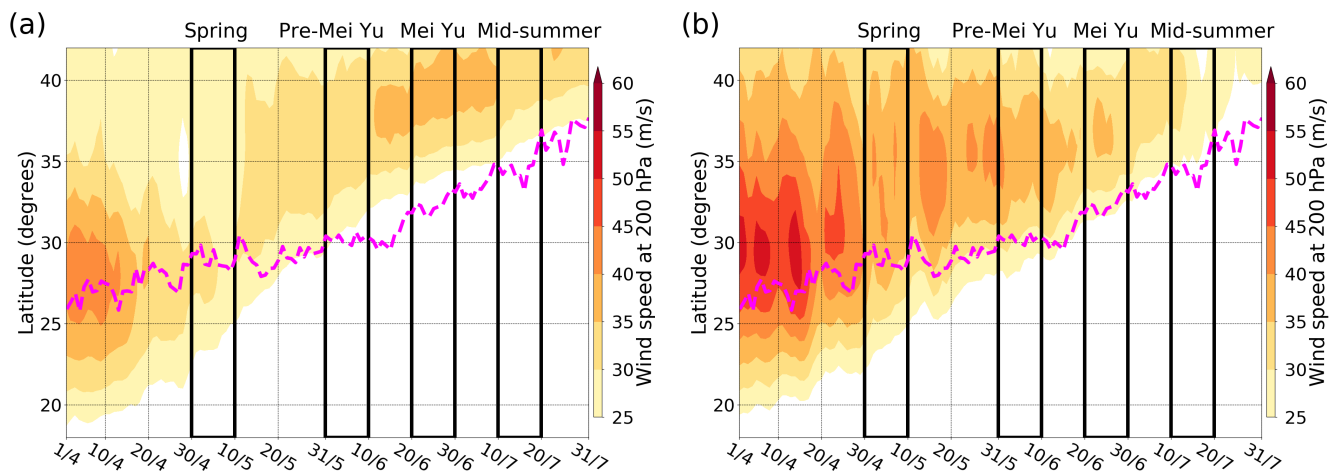 (a)
Spring Pre-Mei Yu Mei Yu Mid-summer
40
35
30
25
20
Latitude (degrees)
1/4 10/4 20/4 30/4 10/5 20/5 31/5 10/6 20/6 30/6 10/7 20/7 31/7
60
55
50
45
40
35
30
25
Wind speed at 200 hPa (m/s)
(b)
Spring Pre-Mei Yu Mei Yu Mid-summer
40
35
30
25
20
Latitude (degrees)
1/4 10/4 20/4 30/4 10/5 20/5 31/5 10/6 20/6 30/6 10/7 20/7 31/7
60
55
50
45
40
35
30
25
Wind speed at 200 hPa (m/s)